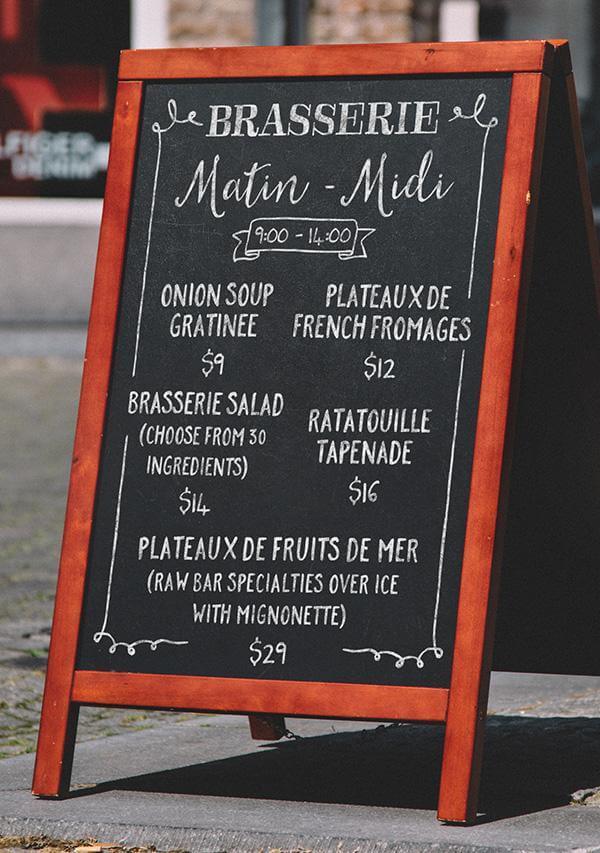 BRASSERIE
Matin - Midi
9:00 - 14:00
ONION SOUP
GRATINEE
$9
PLATEAUX DE
FRENCH FROMAGES
$12
BRASSERIE SALAD
(CHOOSE FROM 30
INGREDIENTS)
$14
RATATOUILLE
TAPENADE
$16
PLATEAUX DE FRUITS DE MER
(RAW BAR SPECIALTIES OVER ICE
WITH MIGNONETTE)
$29
LFIGER
DENIM